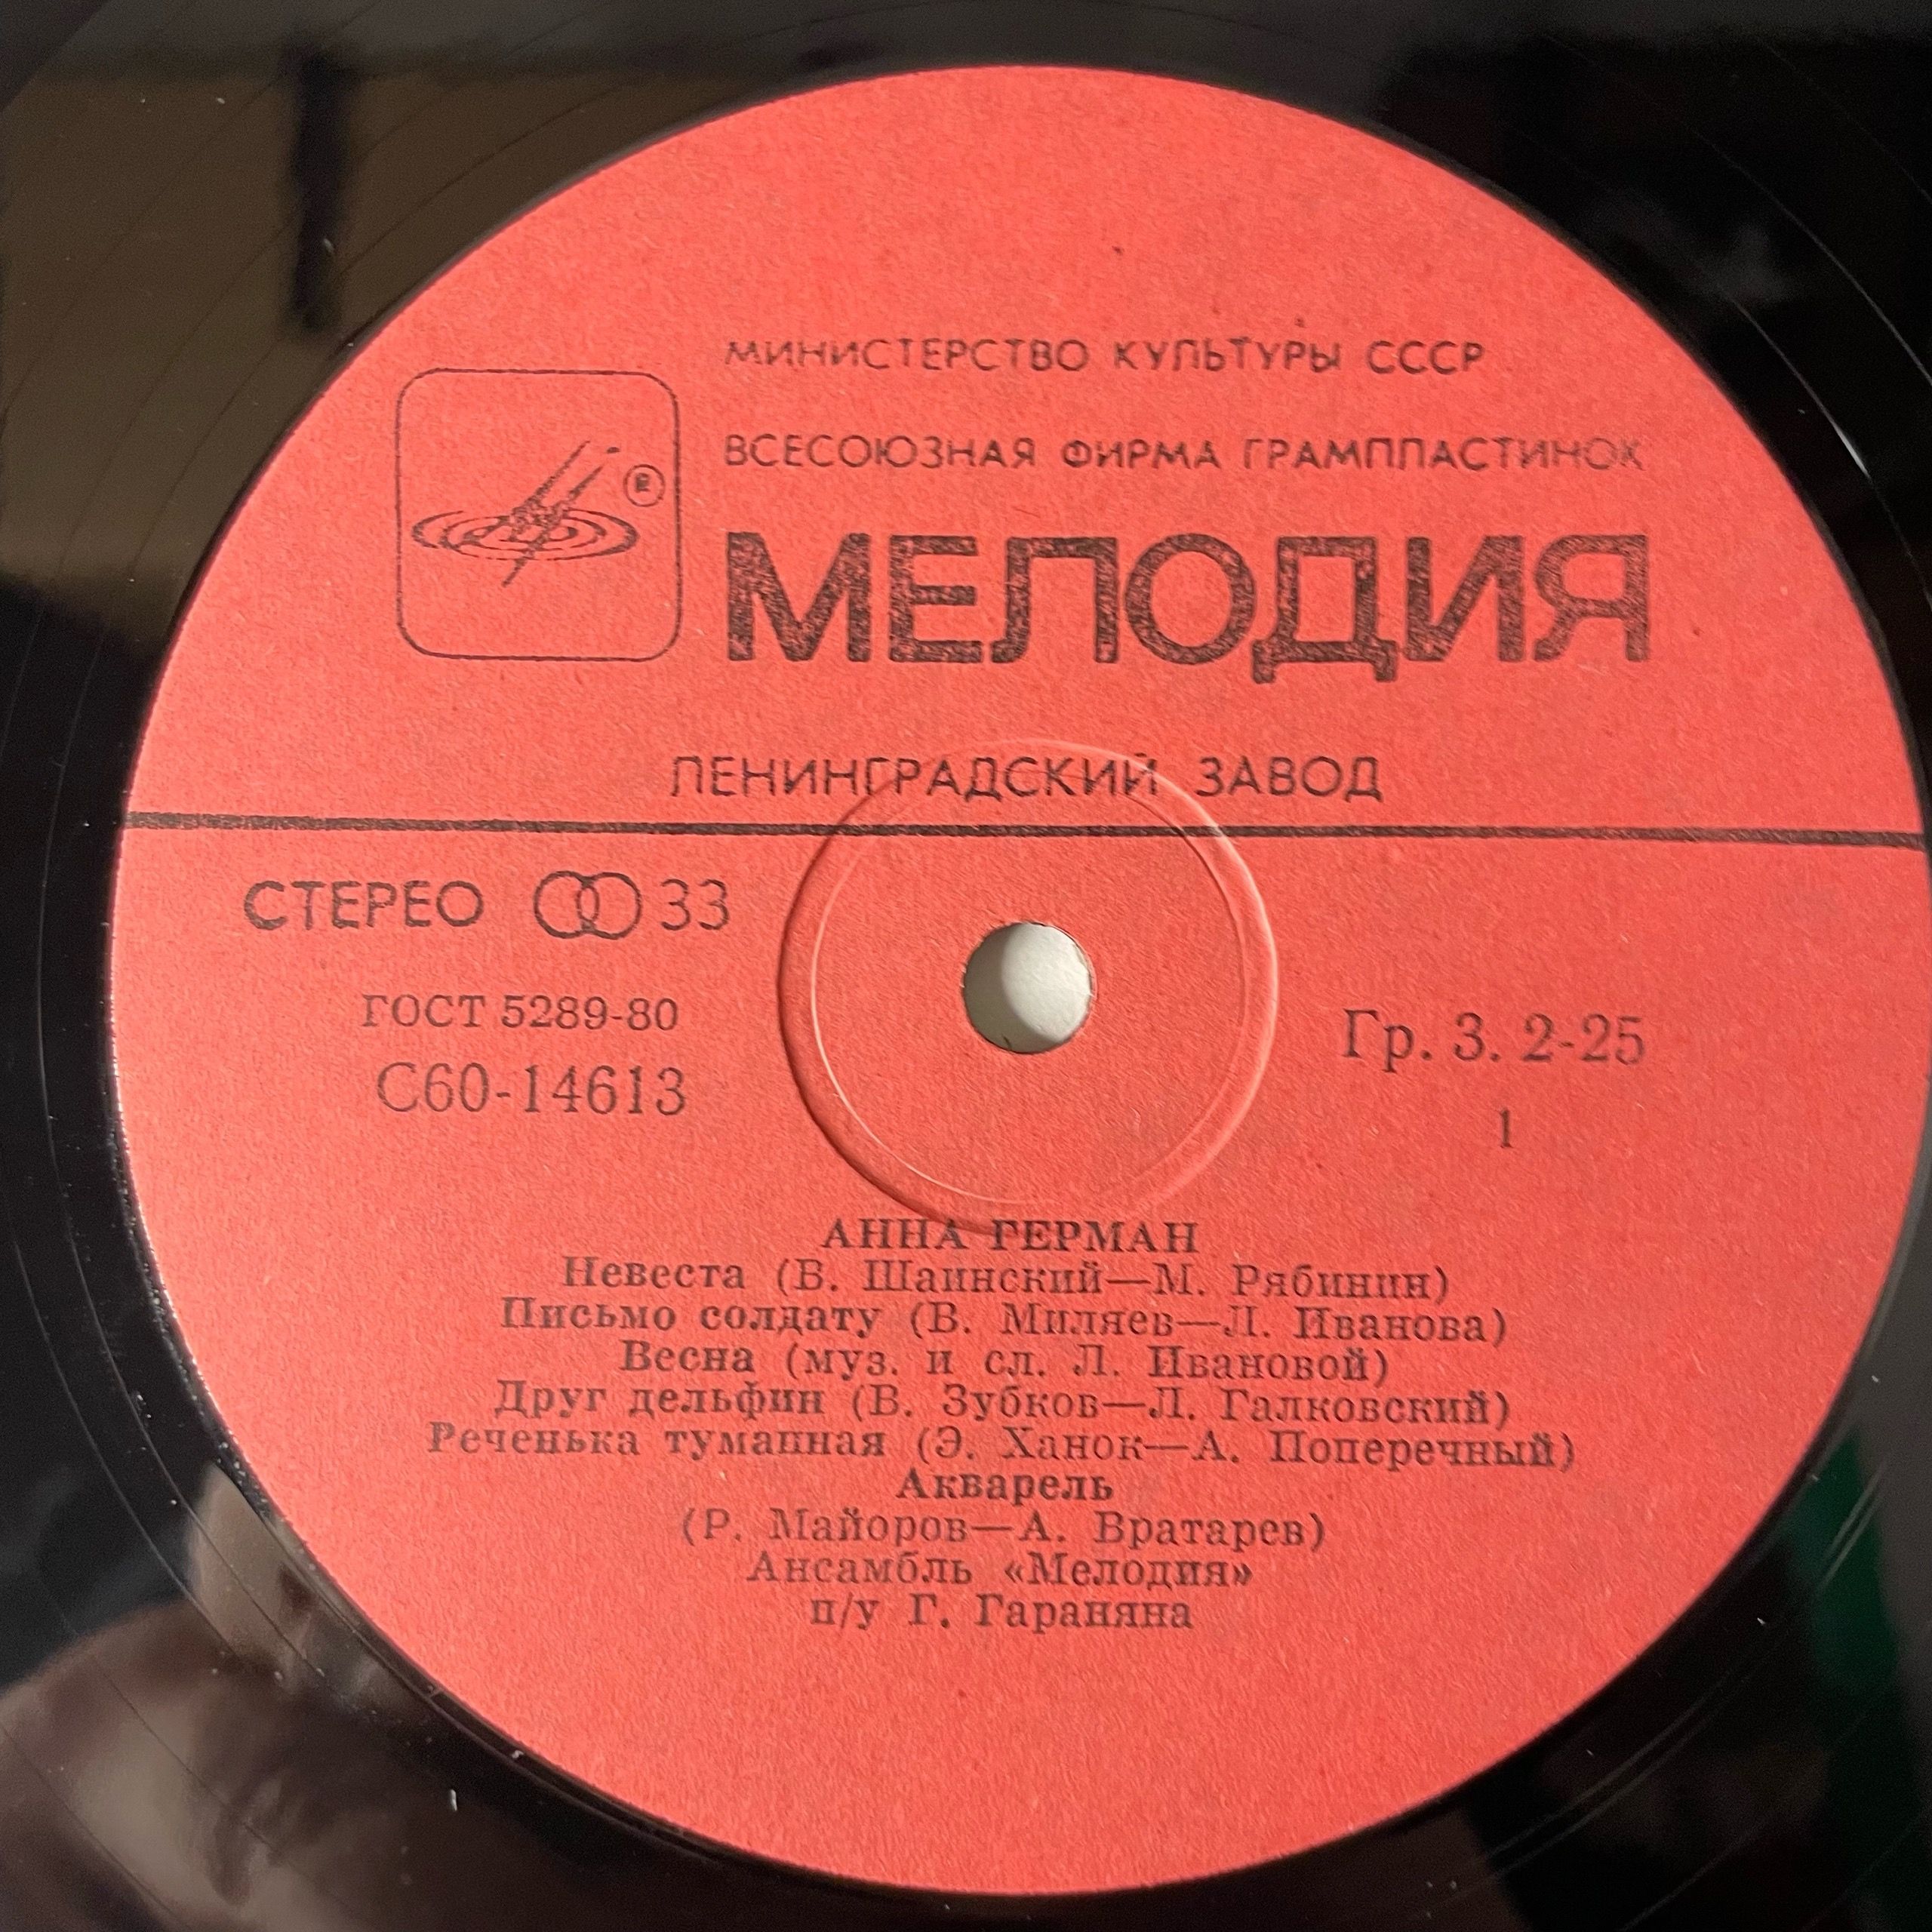 МИНИСТЕРСТВО КУЛЬТУРЫ СССР
ВСЕСОЮЗНАЯ ФИРМА ГРАМПЛАСТИНОК
МЕЛОДИЯ
ЛЕНИНГРАДСКИЙ ЗАВОД
СТЕРЕО 33
ГОСТ 5289-80
С60-14613
Гр. 3. 2-25
1
АННА ГЕРМАН
Невеста (В. Шаинский—М. Рябинин)
Письмо солдату (В. Миляев—Л. Иванова)
Весна (муз. и сл. Л. Ивановой)
Друг дельфин (В. Зубков—Л. Галковский)
Реченька туманная (Э. Ханок—А. Поперечный)
Акварель
(Р. Майоров—А. Вратарев)
Ансамбль «Мелодия»
п/у Г. Гараняна